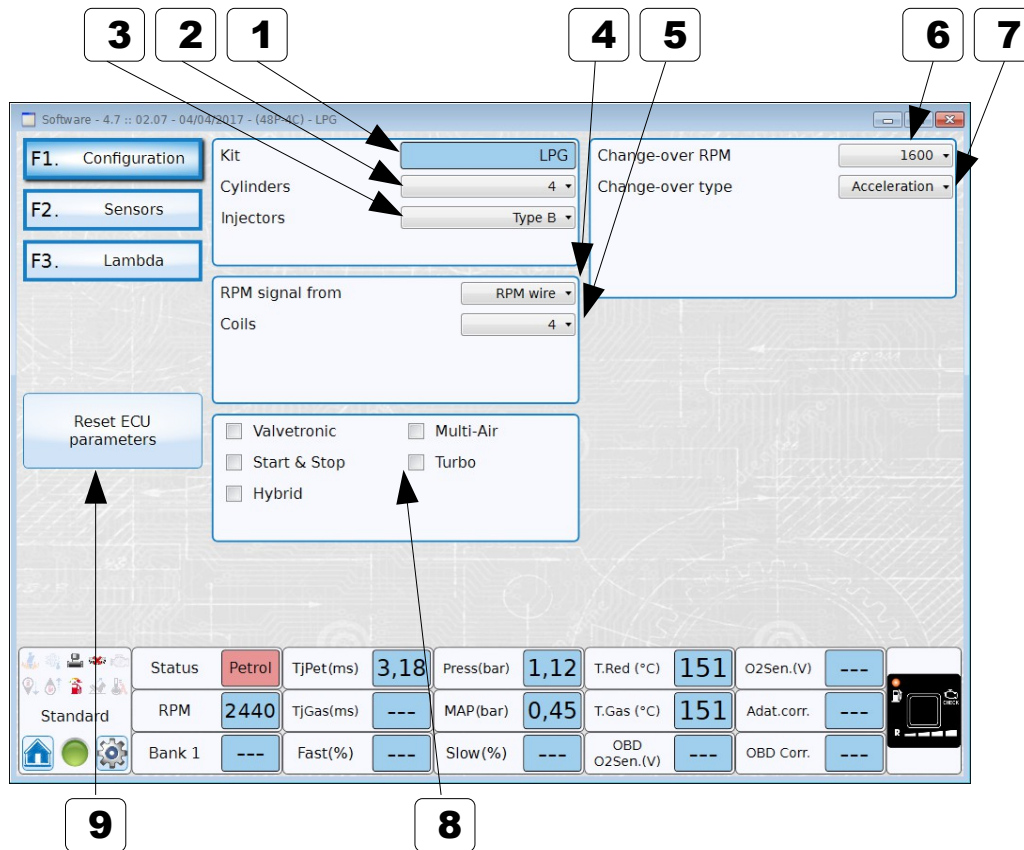 3 2 1 4 5 6 7
Software - 4.7 :: 02.07 - 04/04/2017 - (48P-4C) - LPG
F1. Configuration
F2. Sensors
F3. Lambda
Reset ECU
parameters
Kit LPG
Cylinders 4
Injectors Type B
RPM signal from RPM wire
Coils 4
Valvetronic Multi-Air
Start & Stop Turbo
Hybrid
Change-over RPM 1600
Change-over type Acceleration
Standard
Status Petrol TjPet(ms) 3,18 Press(bar) 1,12 T.Red (°C) 151 O2Sen.(V) ---
RPM 2440 TjGas(ms) --- MAP(bar) 0,45 T.Gas (°C) 151 Adat.corr. ---
Bank 1 --- Fast(%) --- Slow(%) --- OBD O2Sen.(V) --- OBD Corr. ---
CHECK
R
9 8